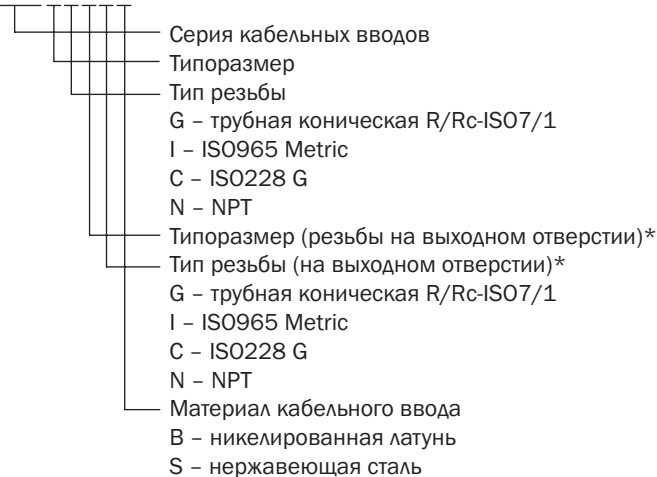 Серия кабельных вводов
Типоразмер
Тип резьбы
G – трубная коническая R/Rc-ISO7/1
I – ISO965 Metric
C – ISO228 G
N – NPT
Типоразмер (резьбы на выходном отверстии)*
Тип резьбы (на выходном отверстии)*
G – трубная коническая R/Rc-ISO7/1
I – ISO965 Metric
C – ISO228 G
N – NPT
Материал кабельного ввода
B – никелированная латунь
S – нержавеющая сталь